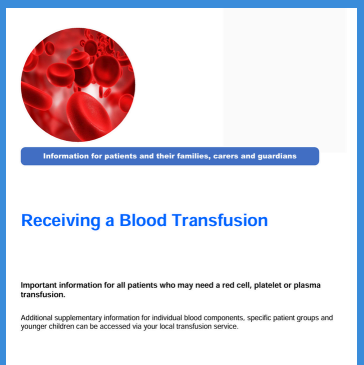 Information for patients and their families, carers and guardians
Receiving a Blood Transfusion
Important information for all patients who may need a red cell, platelet or plasma
transfusion.
Additional supplementary information for individual blood components, specific patient groups and
younger children can be accessed via your local transfusion service.